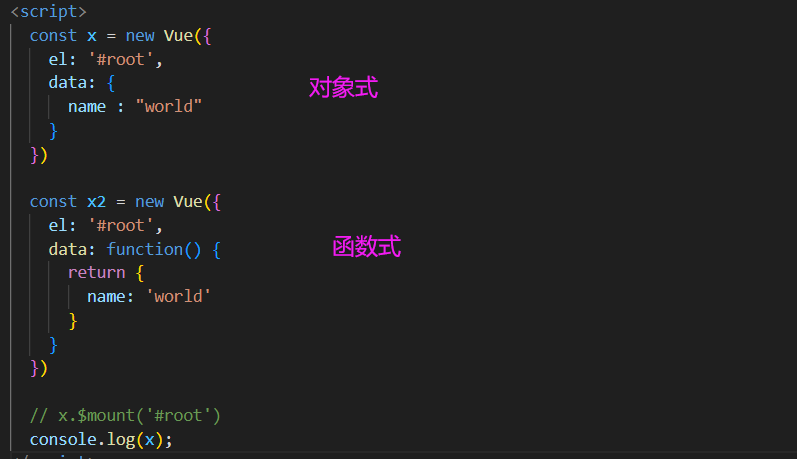 <script>
const x = new Vue({
el: '#root',
data: {
对象式
name : "world"
}
})
const x2 = new Vue({
el: '#root',
data: function() {
函数式
return {
name: 'world'
}
}
})
// x.$mount('#root')
console.log(x);